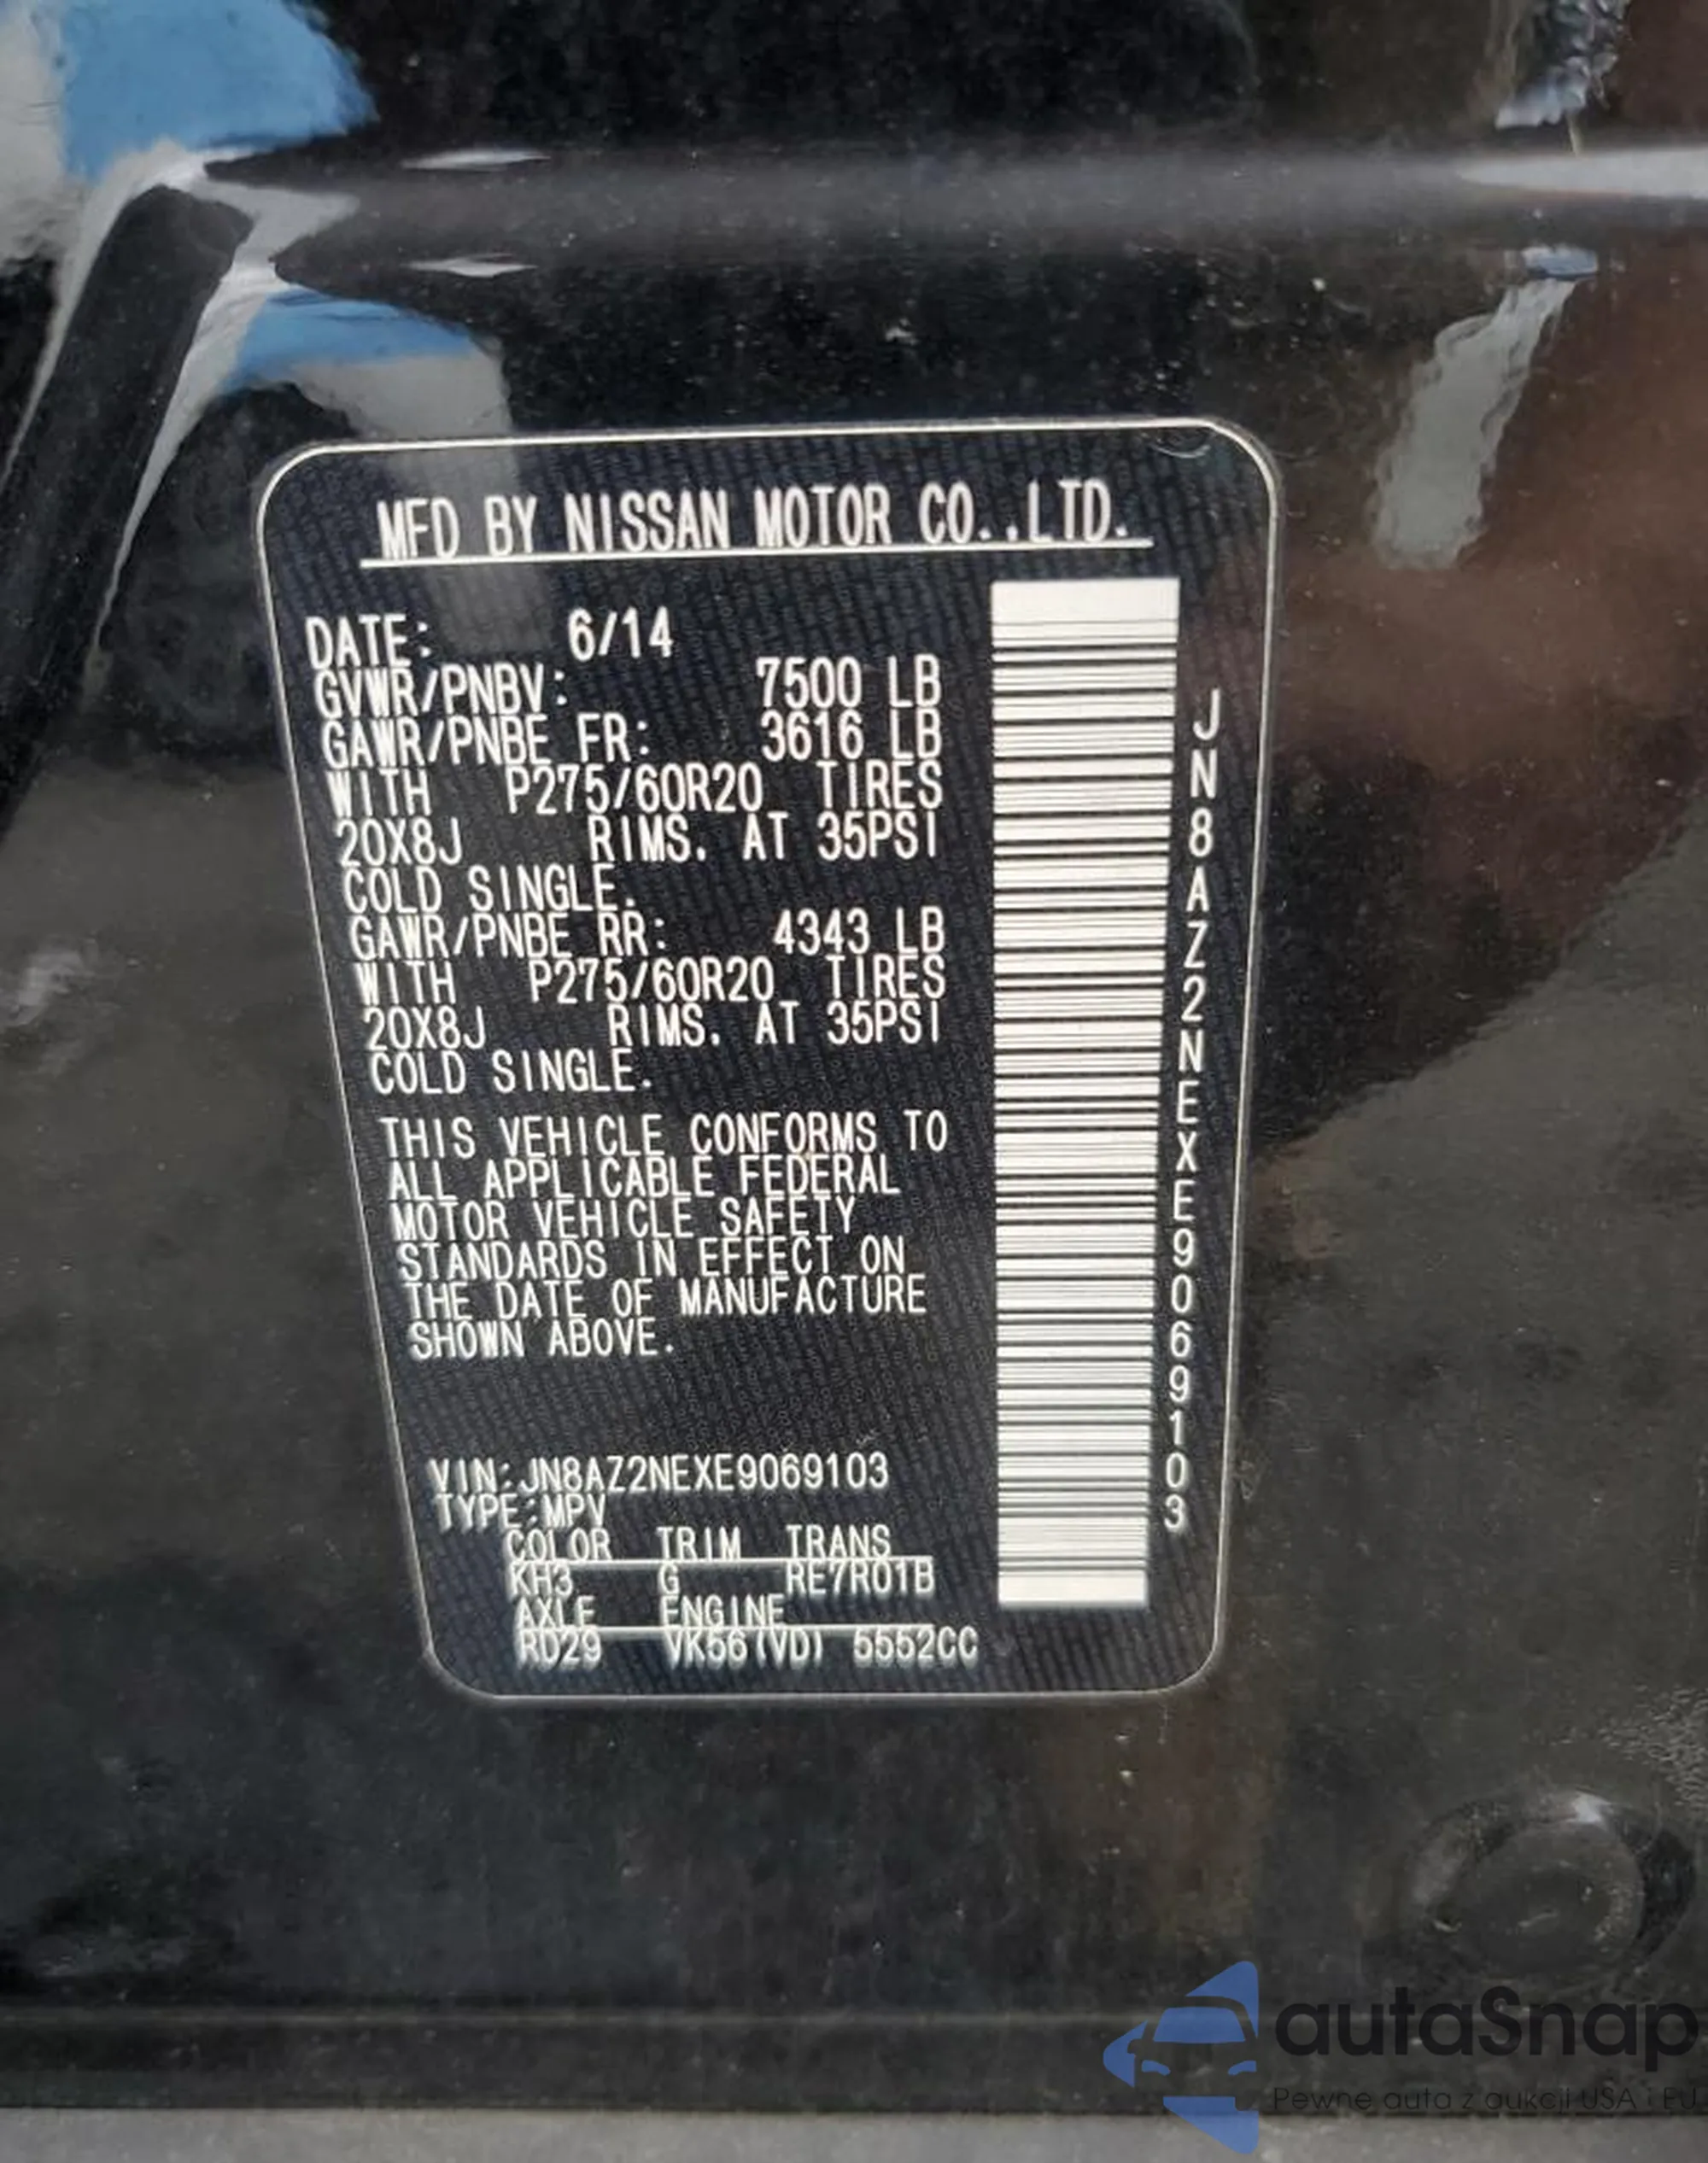 MFD BY NISSAN MOTOR CO.,LTD.
DATE: 6/14
GVWR/PNBV: 7500 LB
GAWR/PNBE FR: 3616 LB
WITH P275/60R20 TIRES
20X8J RIMS. AT 35PSI
COLD SINGLE.
GAWR/PNBE RR: 4343 LB
WITH P275/60R20 TIRES
20X8J RIMS. AT 35PSI
COLD SINGLE.
THIS VEHICLE CONFORMS TO
ALL APPLICABLE FEDERAL
MOTOR VEHICLE SAFETY
STANDARDS IN EFFECT ON
THE DATE OF MANUFACTURE
SHOWN ABOVE.
VIN:JN8AZ2NEXE9069103
TYPE:MPV
COLOR TRIM TRANS
KH3 G RE7R01B
AXLE ENGINE
RD29 VK56(VD) 5552CC
JN8AZ2NEXE9069103
autaSnap
Pewne auta z aukcji USA i EU